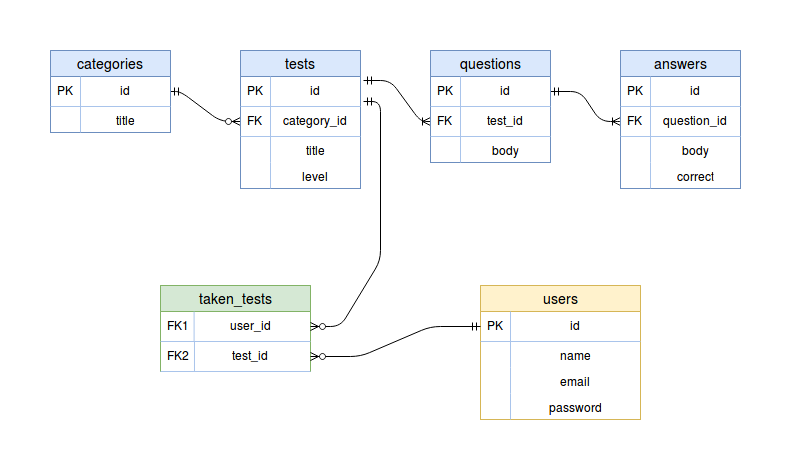 categories
PK id
title
tests
PK id
FK category_id
title
level
questions
PK id
FK test_id
body
answers
PK id
FK question_id
body
correct
taken_tests
FK1 user_id
FK2 test_id
users
PK id
name
email
password